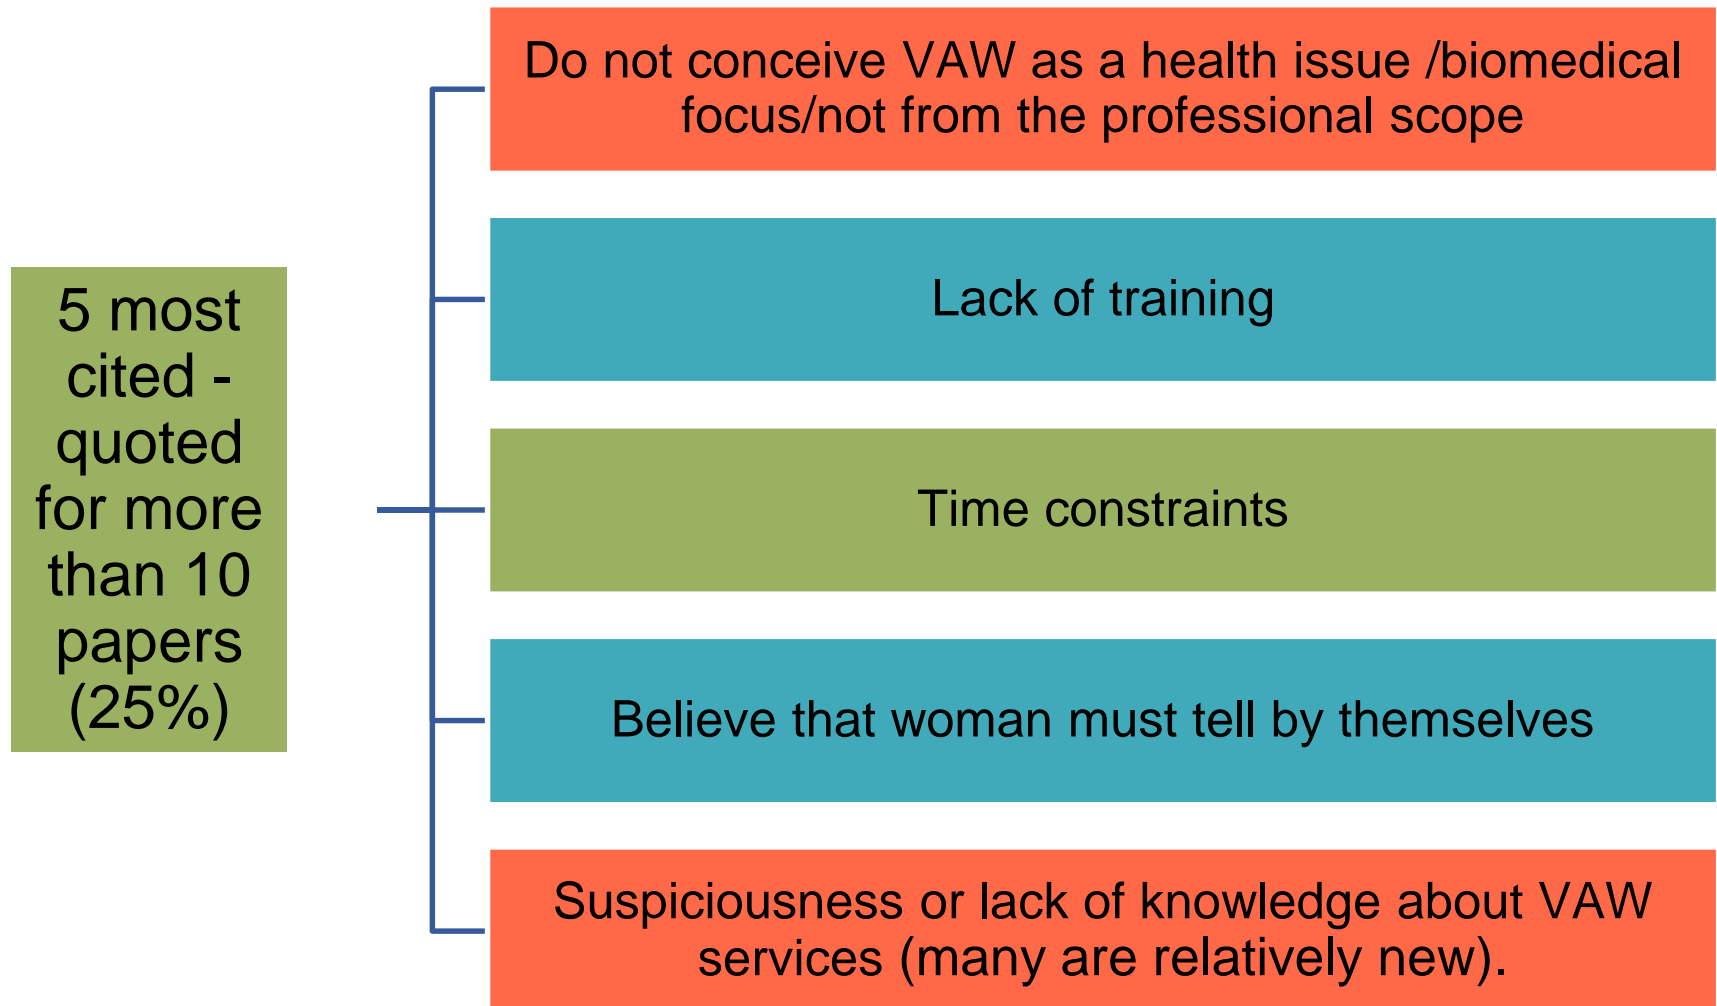 5 most
cited -
quoted
for more
than 10
papers
(25%)
Do not conceive VAW as a health issue /biomedical
focus/not from the professional scope
Lack of training
Time constraints
Believe that woman must tell by themselves
Suspiciousness or lack of knowledge about VAW
services (many are relatively new).